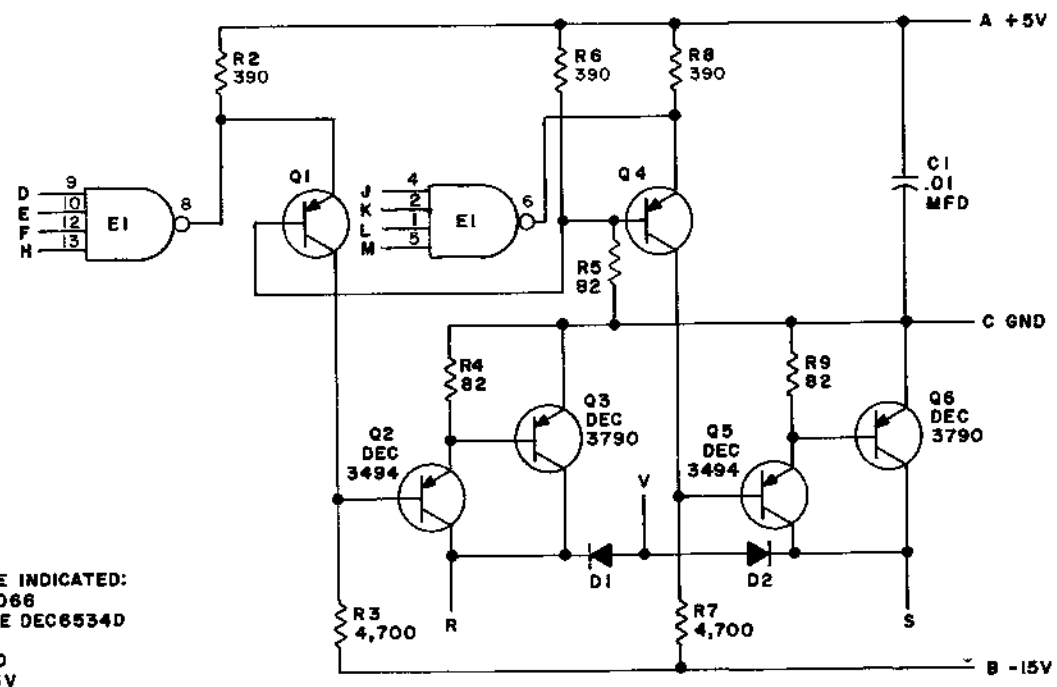 A +5V
R2
390
R6
390
R8
390
Q1
Q4
C1
.01
MFD
D
E
F
H
9
10
12
13
E1
8
J
K
L
M
4
2
1
5
E1
6
R5
82
C GND
R4
82
Q3
DEC
3790
R9
82
Q6
DEC
3790
Q2
DEC
3494
Q5
DEC
3494
V
D1
D2
R
S
R3
4,700
R7
4,700
B -15V
E INDICATED:
066
E DEC6534D